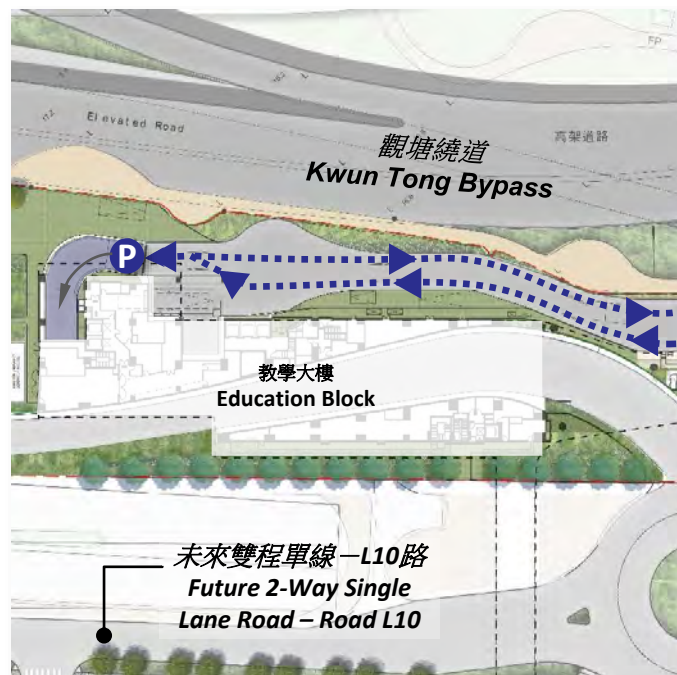 FP
Elevated Road
高架道路
觀塘繞道
Kwun Tong Bypass
P
教學大樓
Education Block
未來雙程單線－L10路
Future 2-Way Single
Lane Road – Road L10